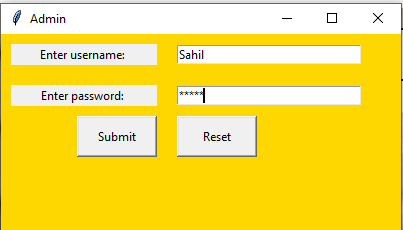 Admin
Enter username: Sahil
Enter password: *****
Submit Reset